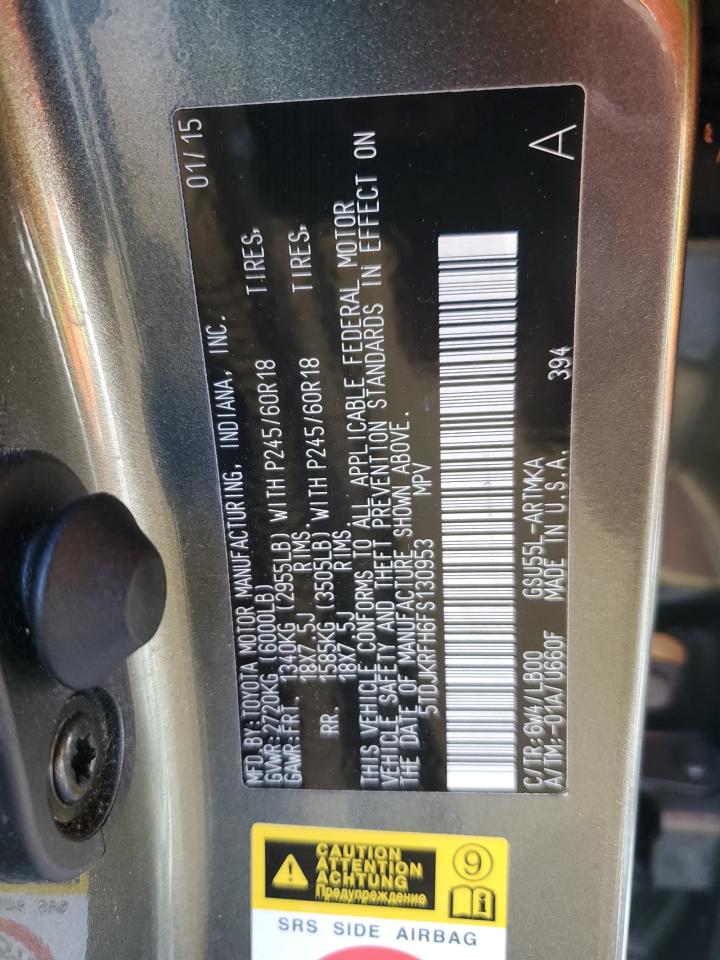 MFD.BY:TOYOTA MOTOR MANUFACTURING, INDIANA, INC. 01/15
GVWR:2720KG(6000LB)
GAWR:FRT. 1340KG (2955LB) WITH P245/60R18 TIRES,
18X7.5J RIMS.
RR. 1585KG (3505LB) WITH P245/60R18 TIRES,
18X7.5J RIMS.
THIS VEHICLE CONFORMS TO ALL APPLICABLE FEDERAL MOTOR
VEHICLE SAFETY AND THEFT PREVENTION STANDARDS IN EFFECT ON
THE DATE OF MANUFACTURE SHOWN ABOVE.
5TDJKRFH6FS130953 MPV
C/TR:6W4/LB00 GSU55L-ARTMKA
A/TM:-01A/U660F MADE IN U.S.A. 394 A
CAUTION
ATTENTION
ACHTUNG
Предупреждение
9
i
SRS SIDE AIRBAG